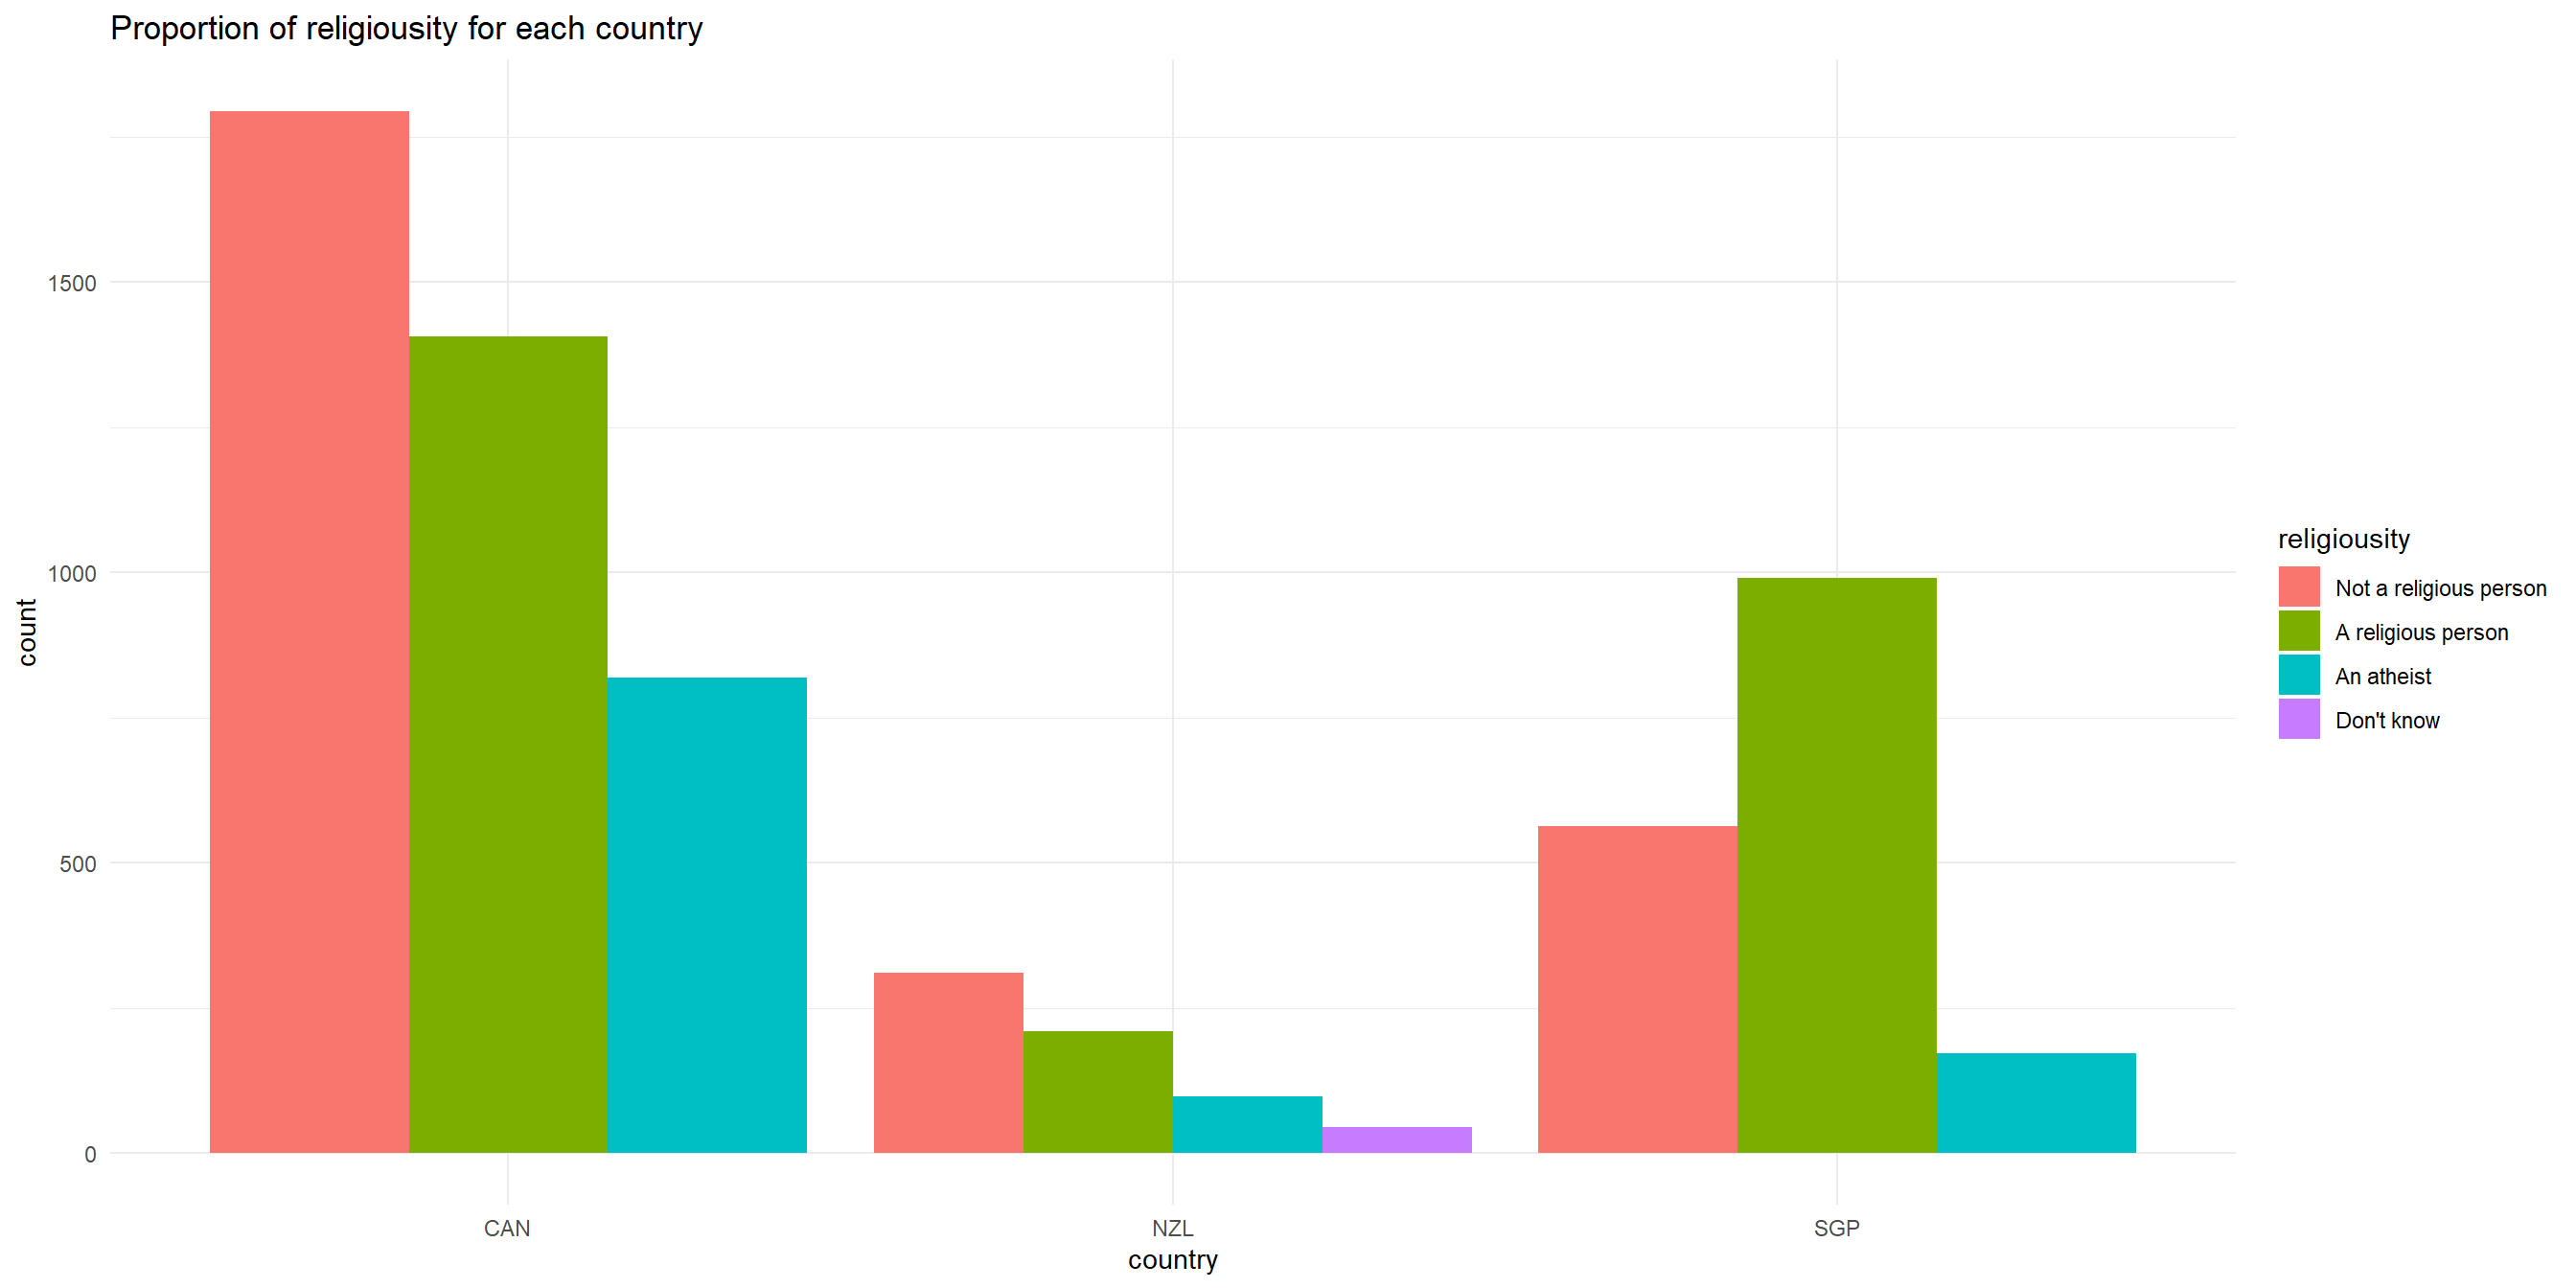 Proportion of religiousity for each country
count
1500
1000
500
0
CAN
NZL
SGP
country
religiousity
Not a religious person
A religious person
An atheist
Don't know